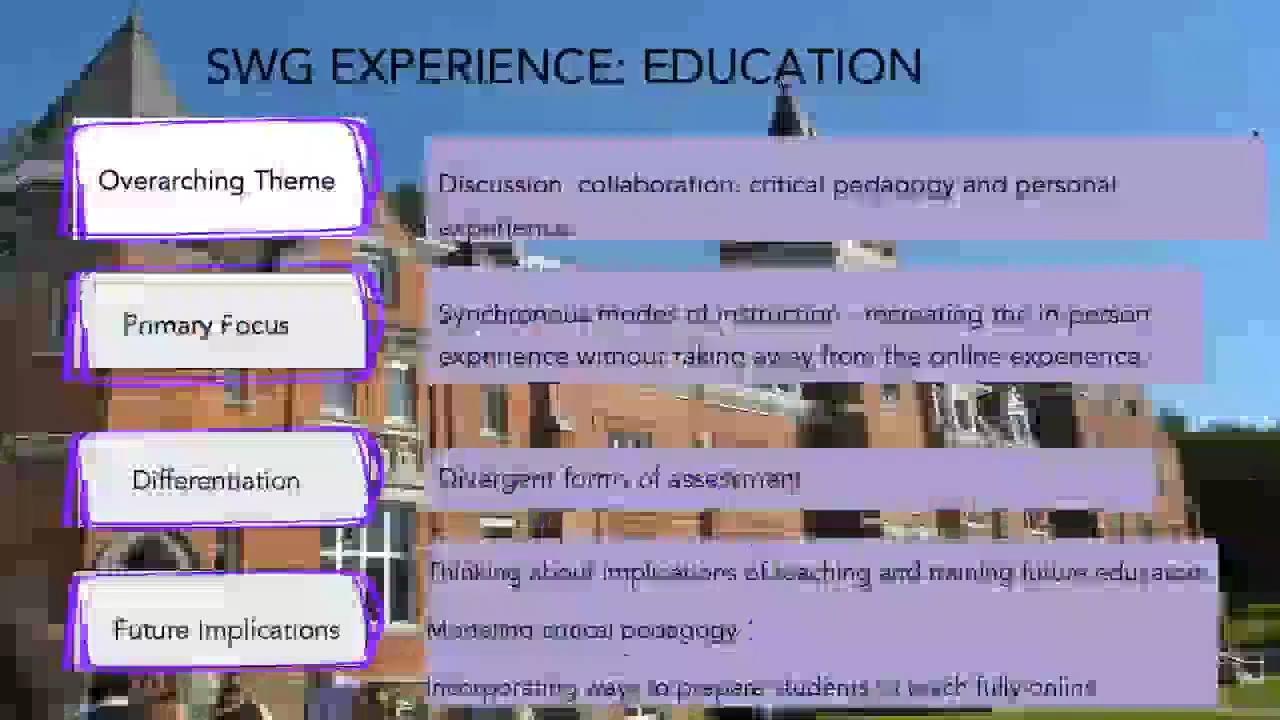 SWG EXPERIENCE: EDUCATION
Overarching Theme
Discussion collaboration: critical pedagogy and personal
experience.
Primary Focus
Synchronous modes of instruction - recreating the in-person
experience without taking away from the online experience.
Differentiation
Divergent forms of assessment
Future Implications
Thinking about implications of teaching and training future
Modeling critical pedagogy
Incorporating ways to prepare students to teach fully-online